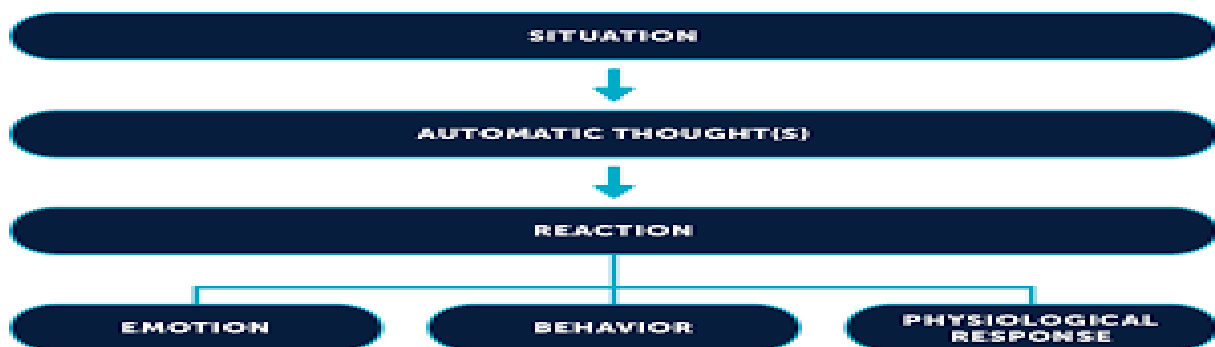 SITUATION
AUTOMATIC THOUGHT(S)
REACTION
EMOTION
BEHAVIOR
PHYSIOLOGICAL
RESPONSE